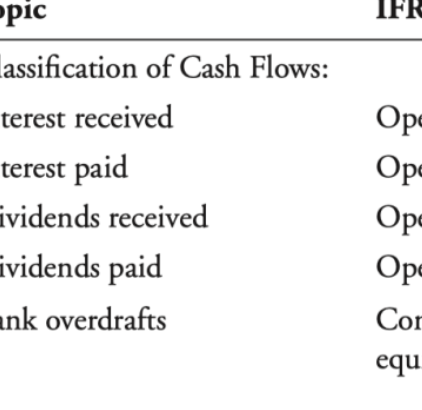 opic IFR
lassification of Cash Flows:
terest received Ope
terest paid Ope
ividends received Ope
ividends paid Ope
ank overdrafts Con
equ